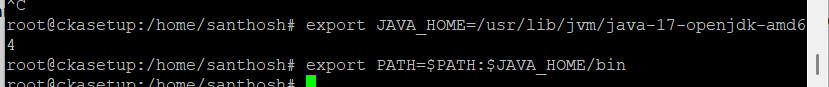 ^C
root@ckasetup:/home/santhosh# export JAVA_HOME=/usr/lib/jvm/java-17-openjdk-amd6
4
root@ckasetup:/home/santhosh# export PATH=$PATH:$JAVA_HOME/bin
root@ckasetup:/home/santhosh#